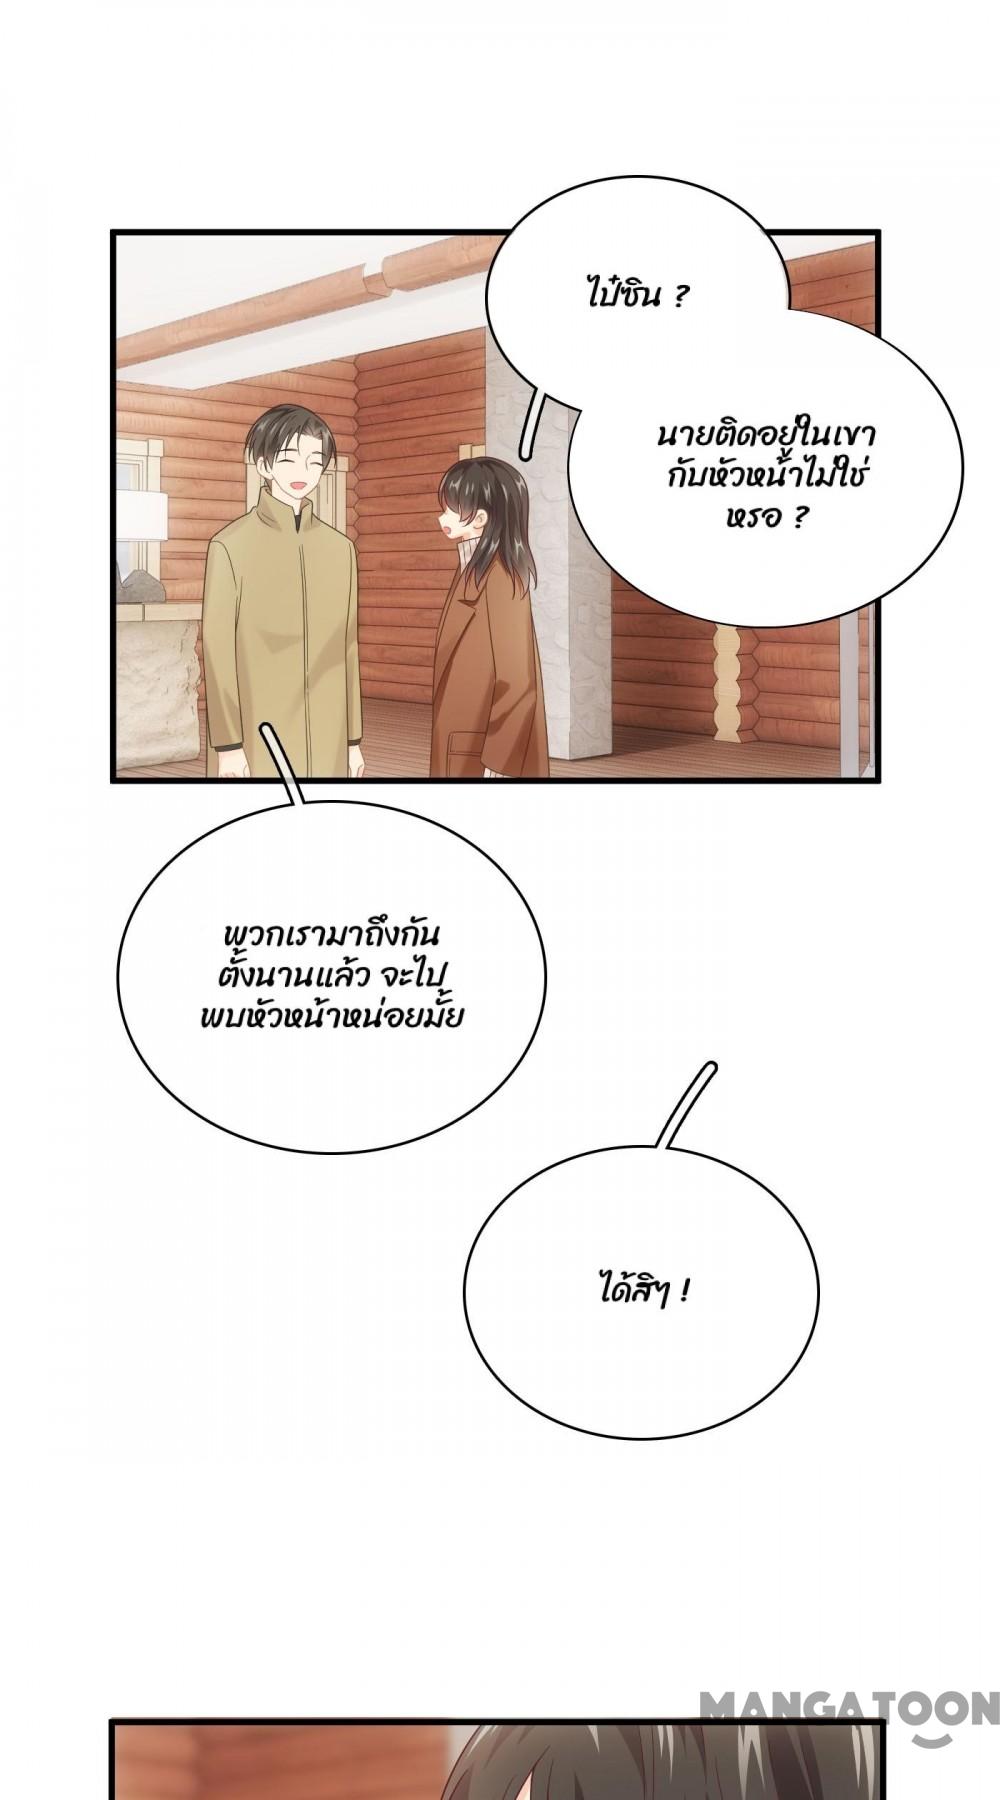 ไป๋ซิน ?
นายติดอยู่ในเขา
กับหัวหน้าไม่ใช่
หรอ ?
พวกเรามาถึงกัน
ตั้งนานแล้ว จะไป
พบหัวหน้าหน่อยมั้ย
ได้สิๆ !
MANGATOON